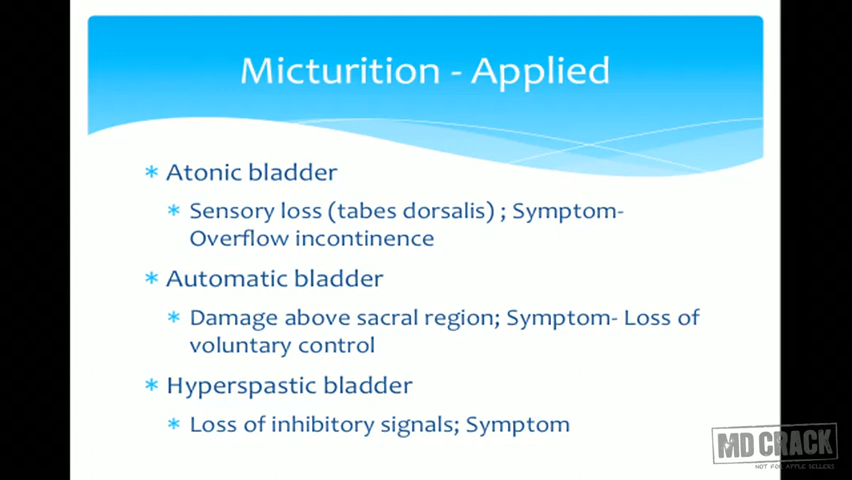 Micturition - Applied
* Atonic bladder
* Sensory loss (tabes dorsalis) ; Symptom-
Overflow incontinence
* Automatic bladder
* Damage above sacral region; Symptom- Loss of
voluntary control
* Hyperspastic bladder
* Loss of inhibitory signals; Symptom
MD CRACK
NOT FOR APPLE SELLERS